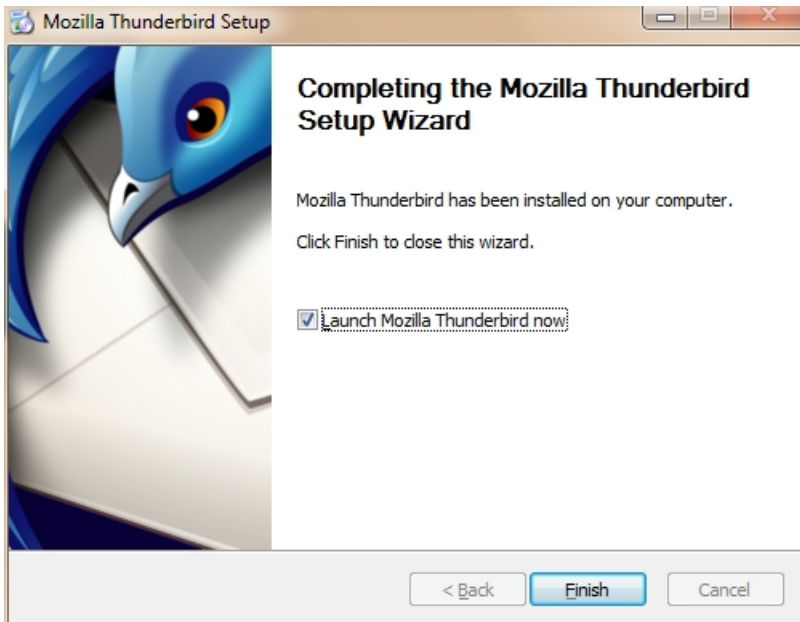 Mozilla Thunderbird Setup
Completing the Mozilla Thunderbird
Setup Wizard
Mozilla Thunderbird has been installed on your computer.
Click Finish to close this wizard.
Launch Mozilla Thunderbird now
< Back Finish Cancel